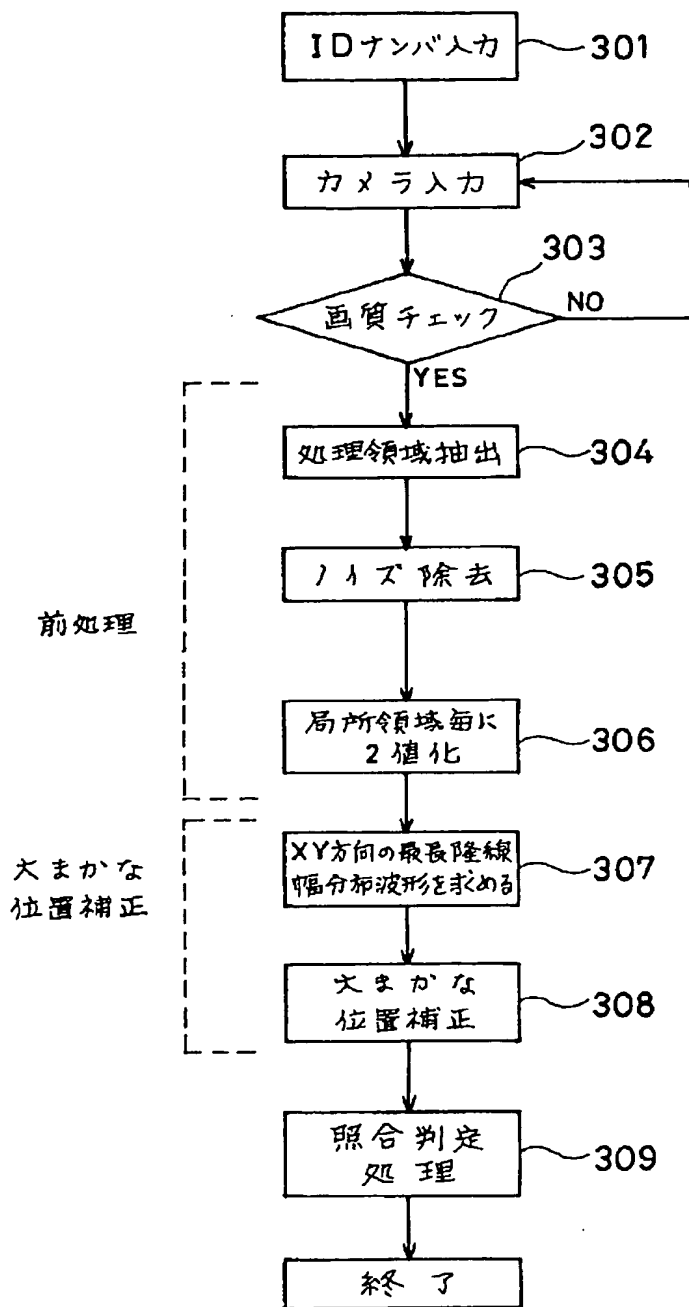 IDナンバ入力
301
302
カメラ入力
303
画質チェック
NO
YES
処理領域抽出
304
ノイズ除去
305
前処理
局所領域毎に
2値化
306
XY方向の最長隆線
幅分布波形を求める
307
大まかな
位置補正
大まかな
位置補正
308
照合判定
処理
309
終了